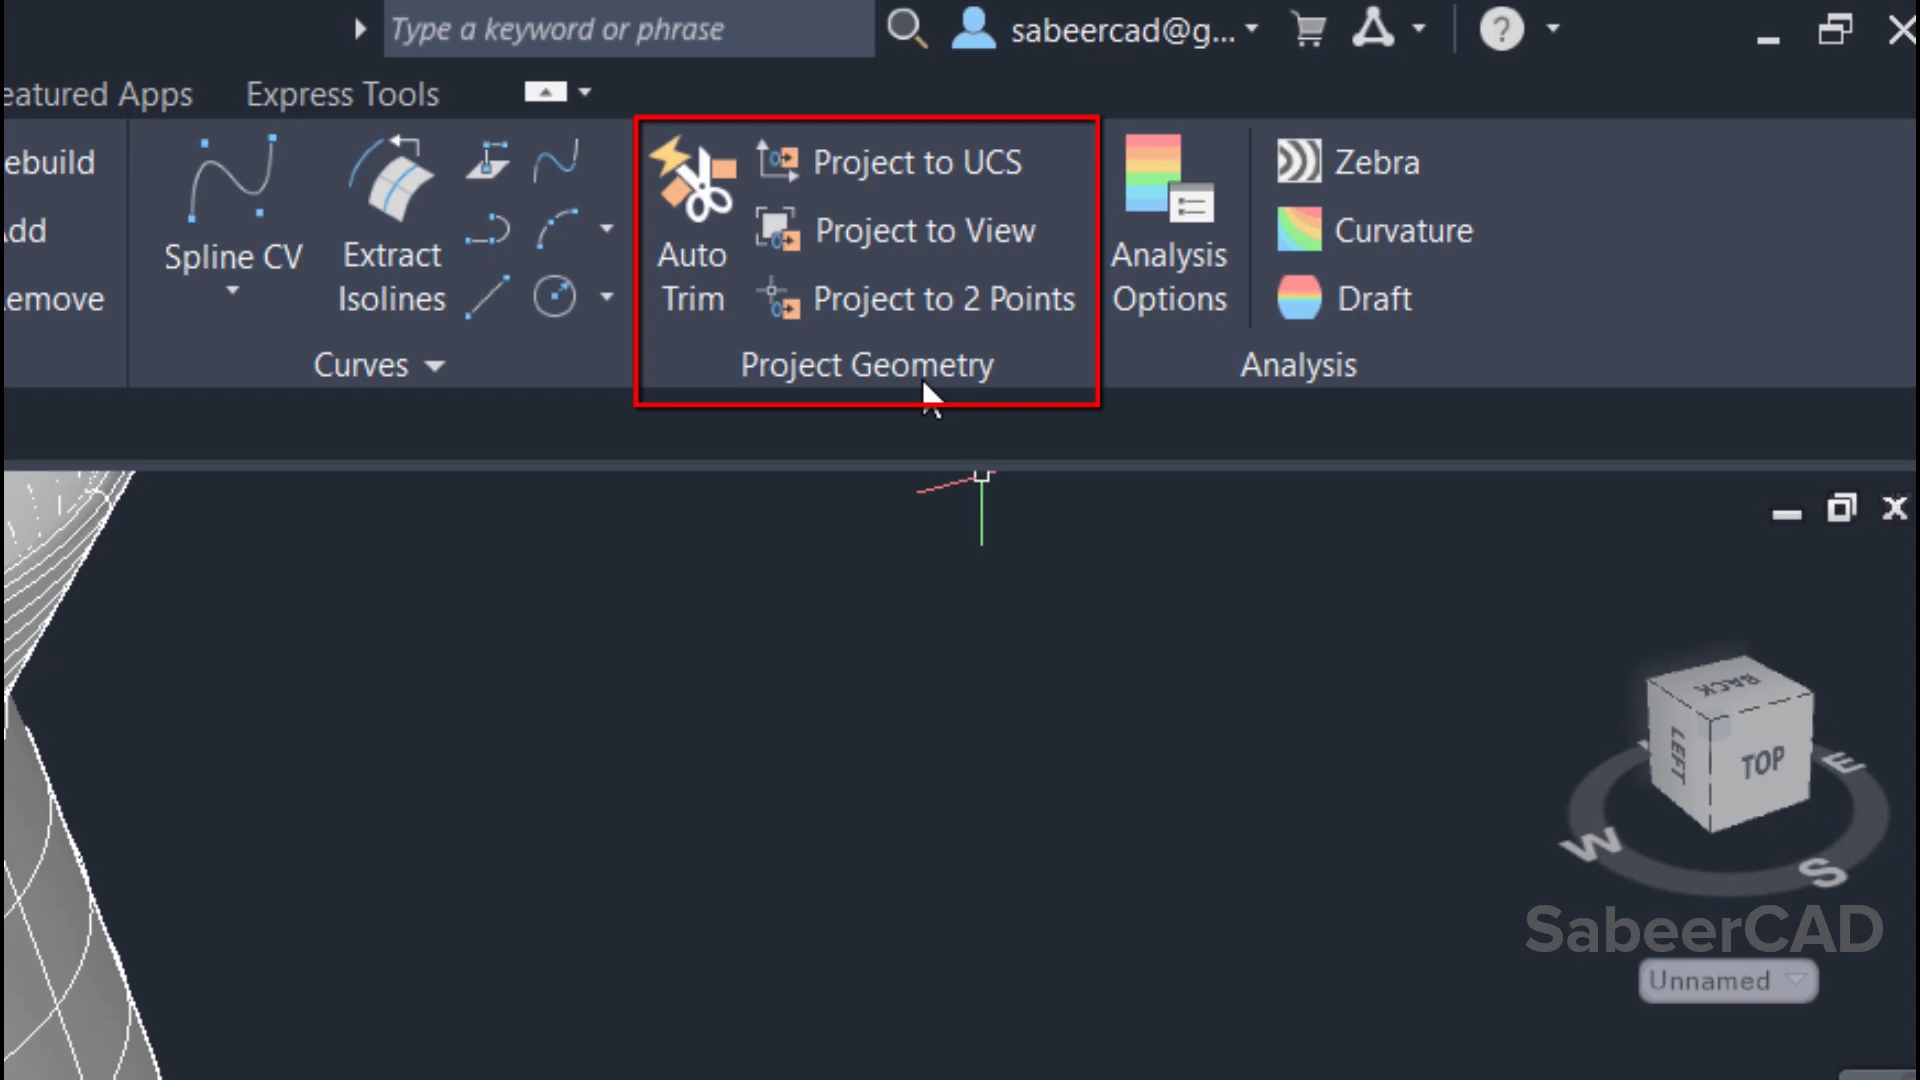 Type a keyword or phrase
sabeercad@g...
?
eatured Apps
Express Tools
ebuild
dd
emove
Spline CV
Extract
Isolines
Curves
Auto
Trim
Project to UCS
Project to View
Project to 2 Points
Project Geometry
Analysis
Options
Zebra
Curvature
Draft
Analysis
BACK
LEFT
TOP
E
W
S
SabeerCAD
Unnamed